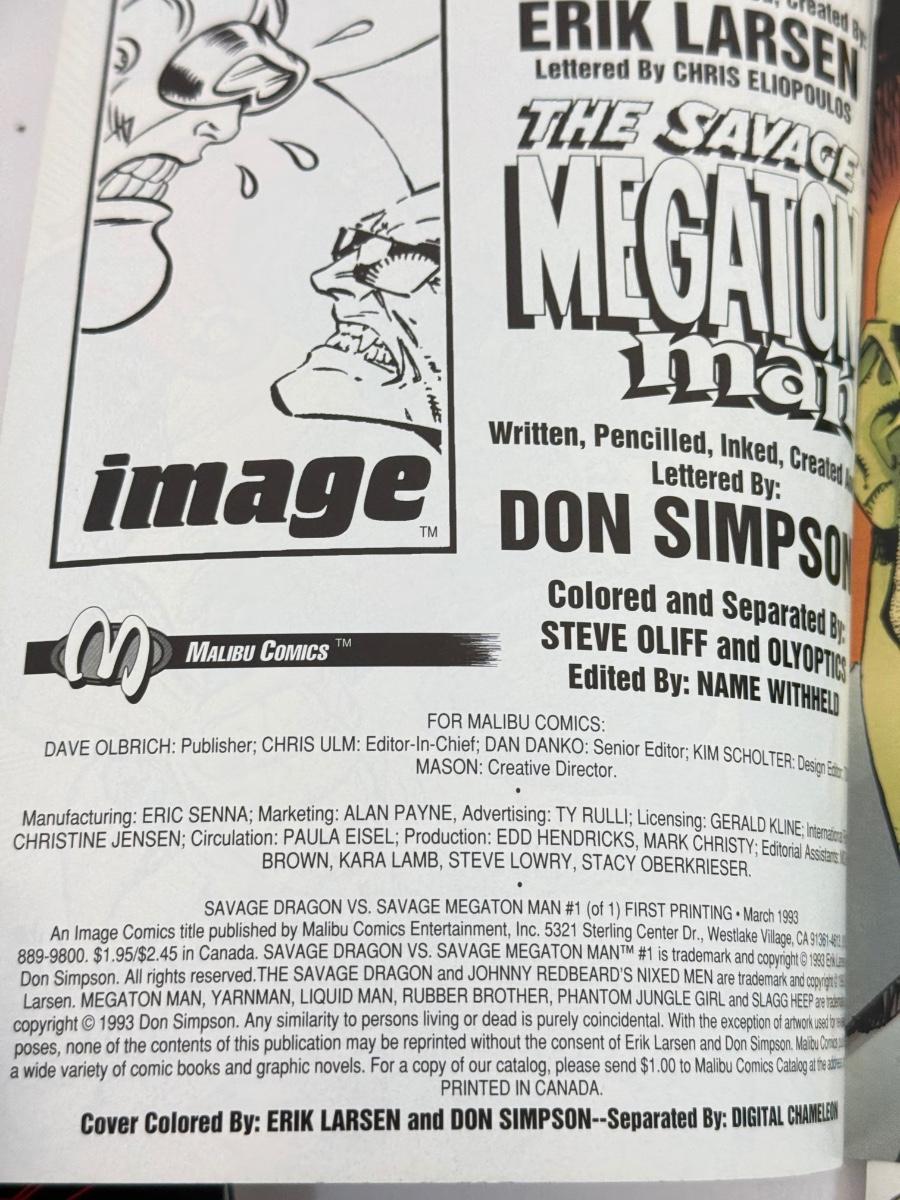 Created By:
ERIK LARSEN
Lettered By CHRIS ELIOPOULOS
THE SAVAGE
MEGATON
man
Written, Pencilled, Inked, Created
Lettered By:
DON SIMPSON
Colored and Separated By:
STEVE OLIFF and OLYOPTICS
Edited By: NAME WITHHELD
image
TM
MALIBU COMICS TM
FOR MALIBU COMICS:
DAVE OLBRICH: Publisher; CHRIS ULM: Editor-In-Chief; DAN DANKO: Senior Editor; KIM SCHOLTER: Design Editor;
MASON: Creative Director.
•
Manufacturing: ERIC SENNA; Marketing: ALAN PAYNE, Advertising: TY RULLI; Licensing: GERALD KLINE; International
CHRISTINE JENSEN; Circulation: PAULA EISEL; Production: EDD HENDRICKS, MARK CHRISTY; Editorial Assistants:
BROWN, KARA LAMB, STEVE LOWRY, STACY OBERKRIESER.
•
SAVAGE DRAGON VS. SAVAGE MEGATON MAN #1 (of 1) FIRST PRINTING • March 1993
An Image Comics title published by Malibu Comics Entertainment, Inc. 5321 Sterling Center Dr., Westlake Village, CA
889-9800. $1.95/$2.45 in Canada. SAVAGE DRAGON VS. SAVAGE MEGATON MAN™ #1 is trademark and copyright © 1993 Erik
Don Simpson. All rights reserved.THE SAVAGE DRAGON and JOHNNY REDBEARD'S NIXED MEN are trademark and copyright ©
Larsen. MEGATON MAN, YARNMAN, LIQUID MAN, RUBBER BROTHER, PHANTOM JUNGLE GIRL and SLAGG HEEP are
copyright © 1993 Don Simpson. Any similarity to persons living or dead is purely coincidental. With the exception of artwork used for
poses, none of the contents of this publication may be reprinted without the consent of Erik Larsen and Don Simpson. Malibu Comics
a wide variety of comic books and graphic novels. For a copy of our catalog, please send $1.00 to Malibu Comics Catalog at the
PRINTED IN CANADA.
Cover Colored By: ERIK LARSEN and DON SIMPSON--Separated By: DIGITAL CHAMELEON